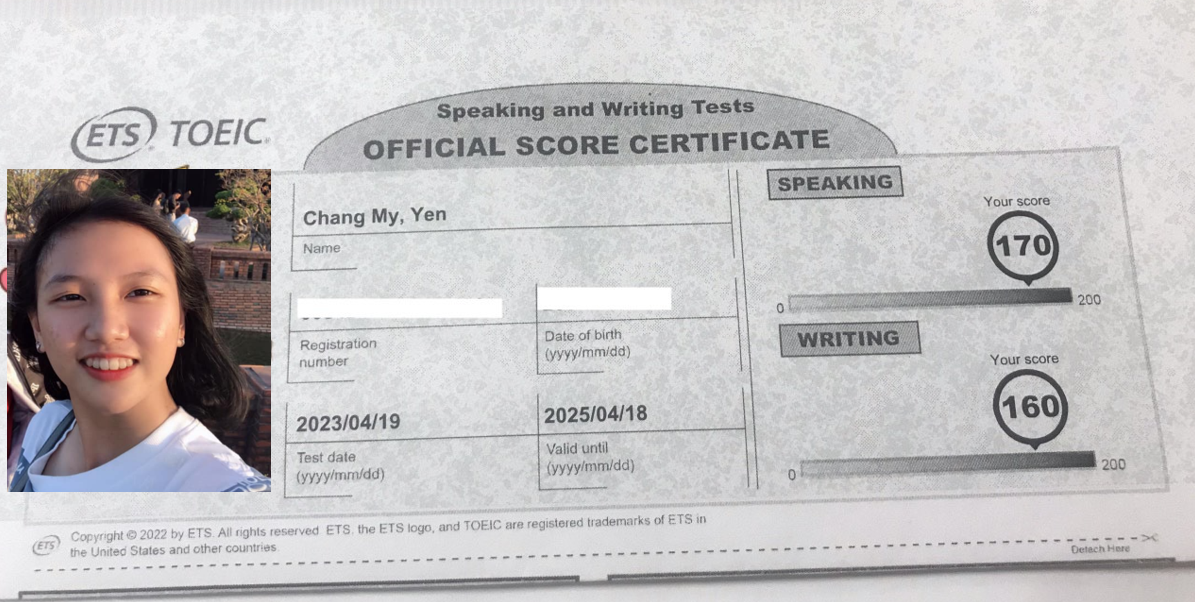 ETS TOEIC®
Speaking and Writing Tests
OFFICIAL SCORE CERTIFICATE
Chang My, Yen
Name
Registration
number
Date of birth
(yyyy/mm/dd)
2023/04/19
Test date
(yyyy/mm/dd)
2025/04/18
Valid until
(yyyy/mm/dd)
SPEAKING
Your score
170
0
200
WRITING
Your score
160
0
200
ETS
Copyright © 2022 by ETS. All rights reserved ETS, the ETS logo, and TOEIC are registered trademarks of ETS in
the United States and other countries
Detach Here